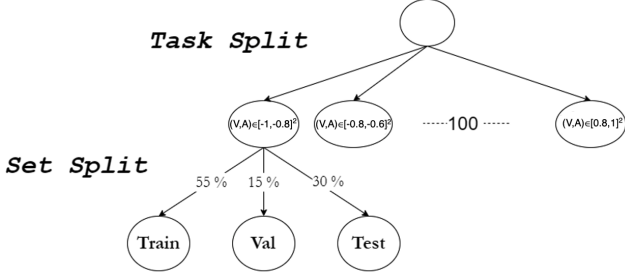 Task Split
(V,A)∈[-1,-0.8]²
(V,A)∈[-0.8,-0.6]²
100
(V,A)∈[0.8,1]²
Set Split
55 %
15 %
30 %
Train
Val
Test